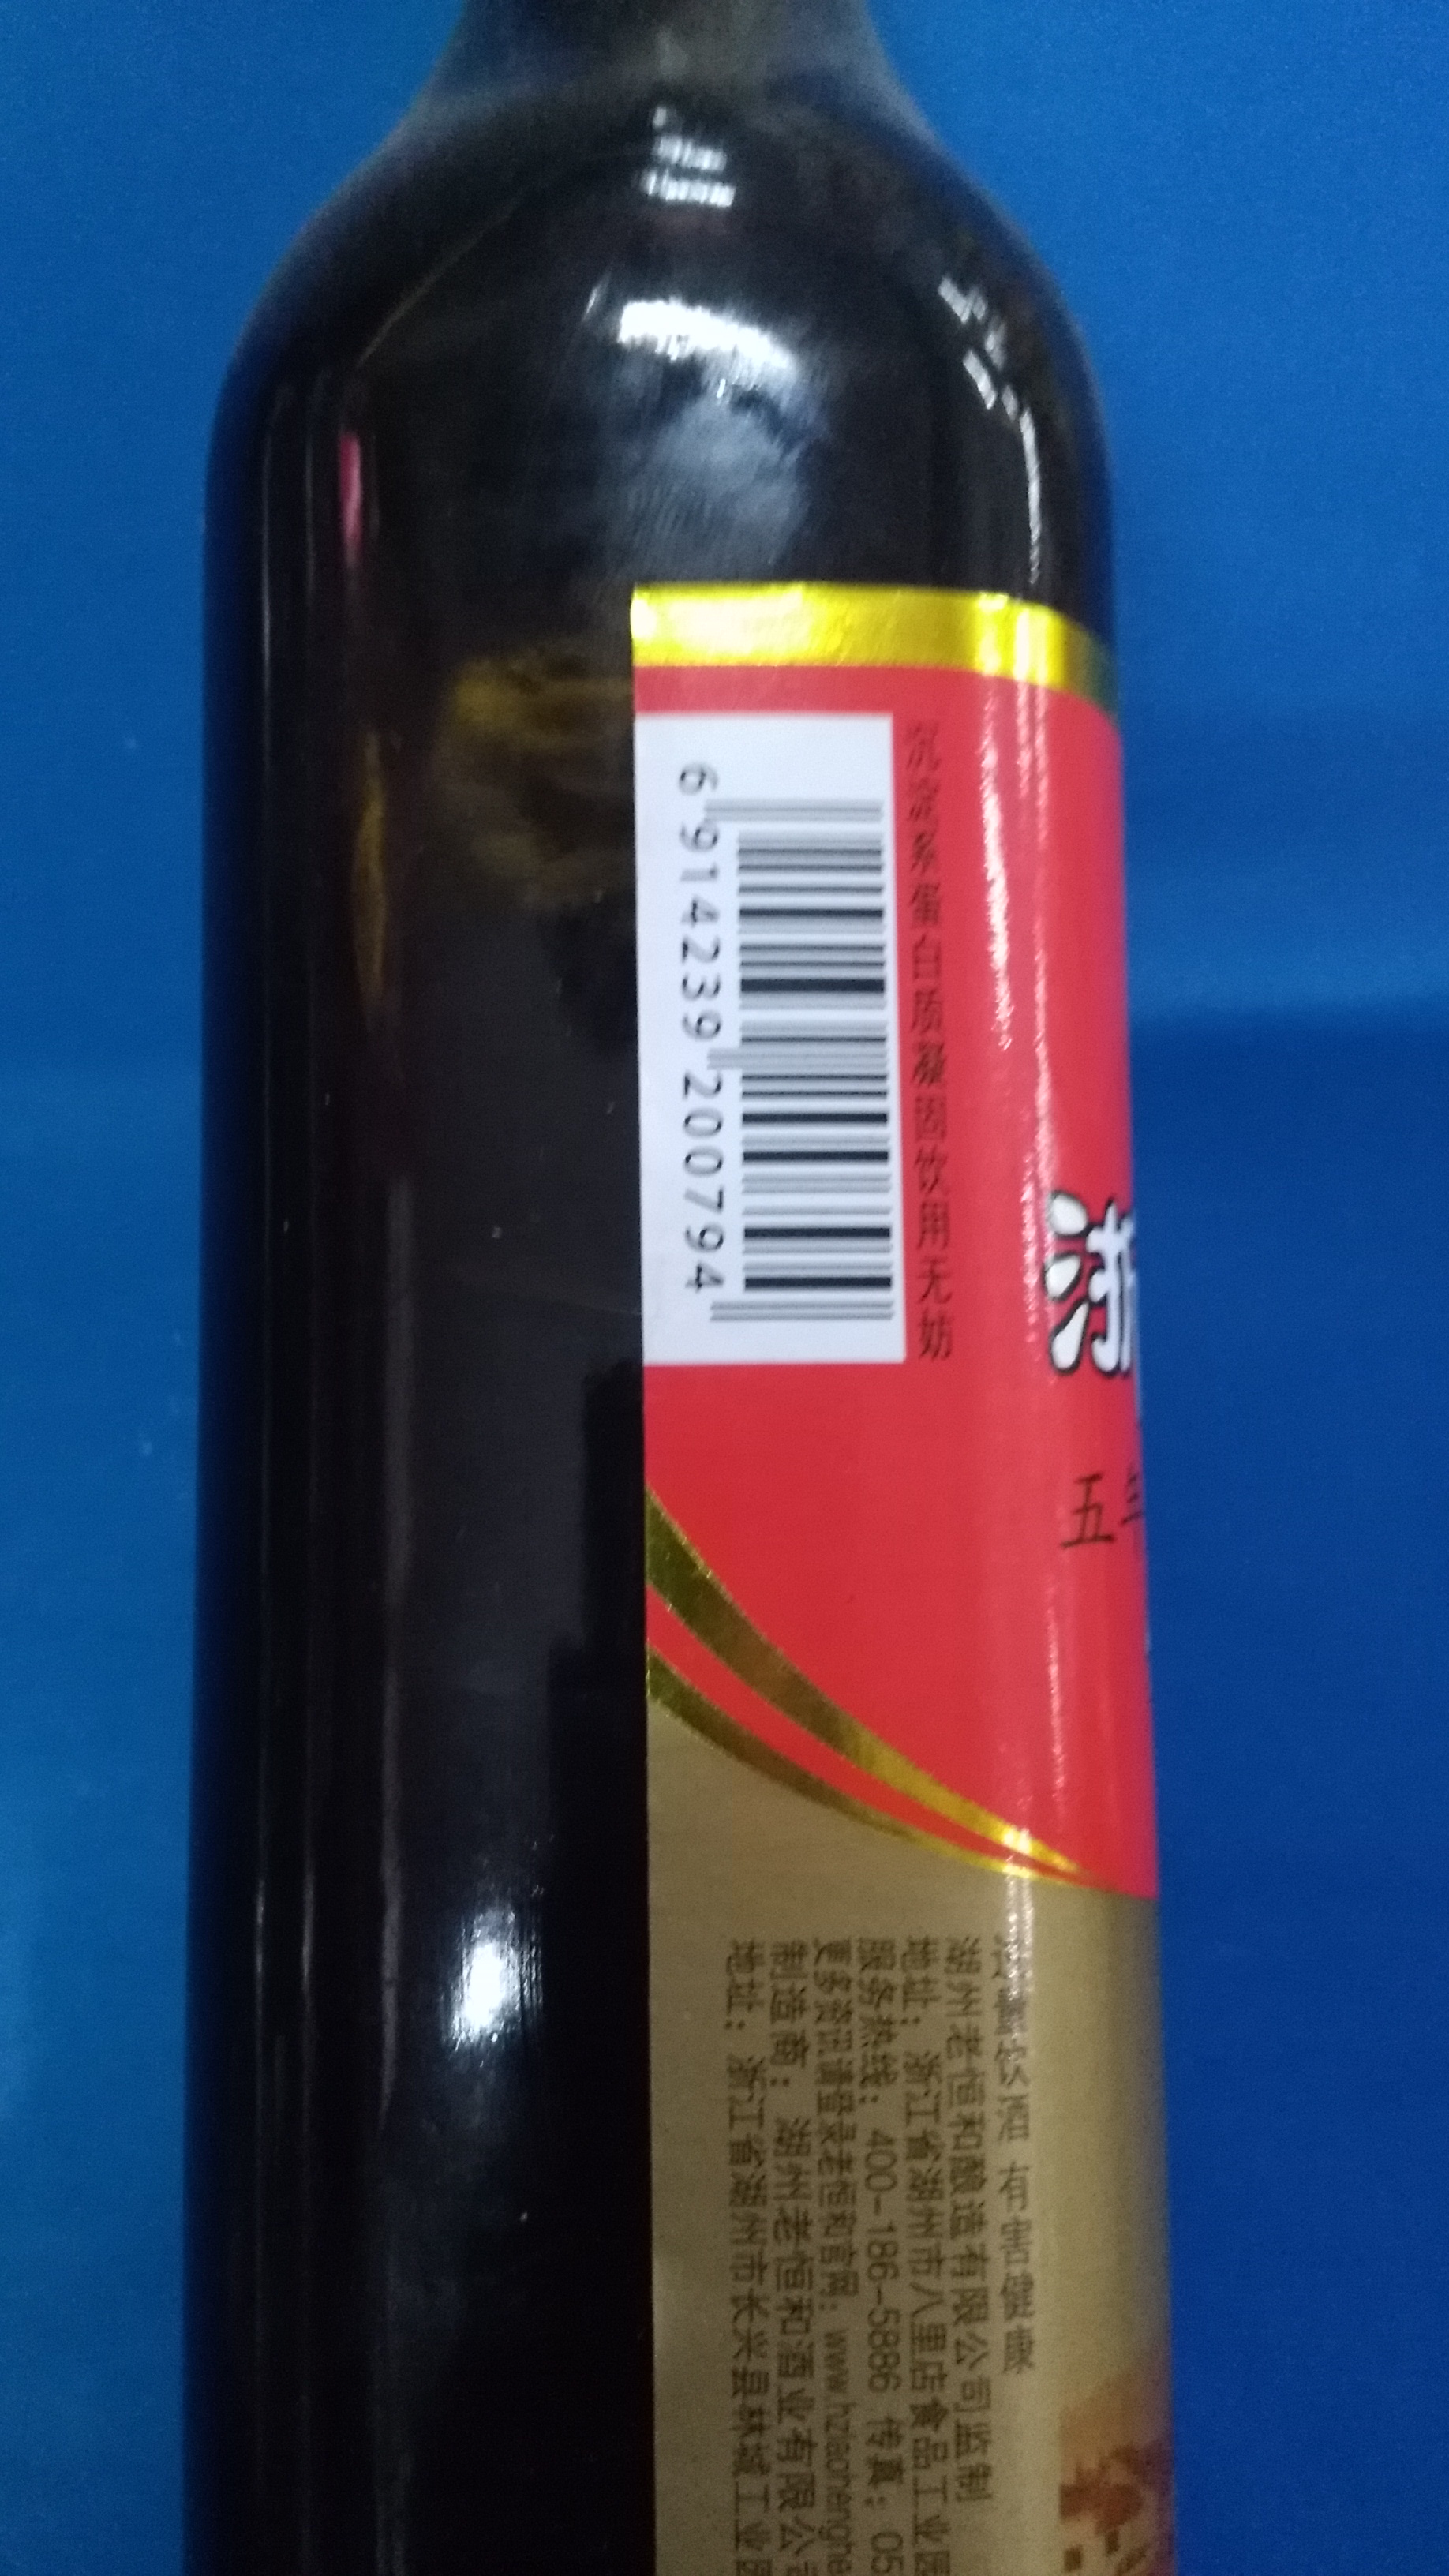 6 914239 200794
沉淀系蛋白质凝固饮用无妨
浙
五年
过量饮酒 有害健康
湖州老恒和酿造有限公司监制
地址：浙江省湖州市八里店食品工业园
服务热线：400-186-5886 传真：05
更多资讯请登录老恒和官网：www.hzlaohenghe
制造商：湖州老恒和酒业有限公司
地址：浙江省湖州市长兴县林城工业园